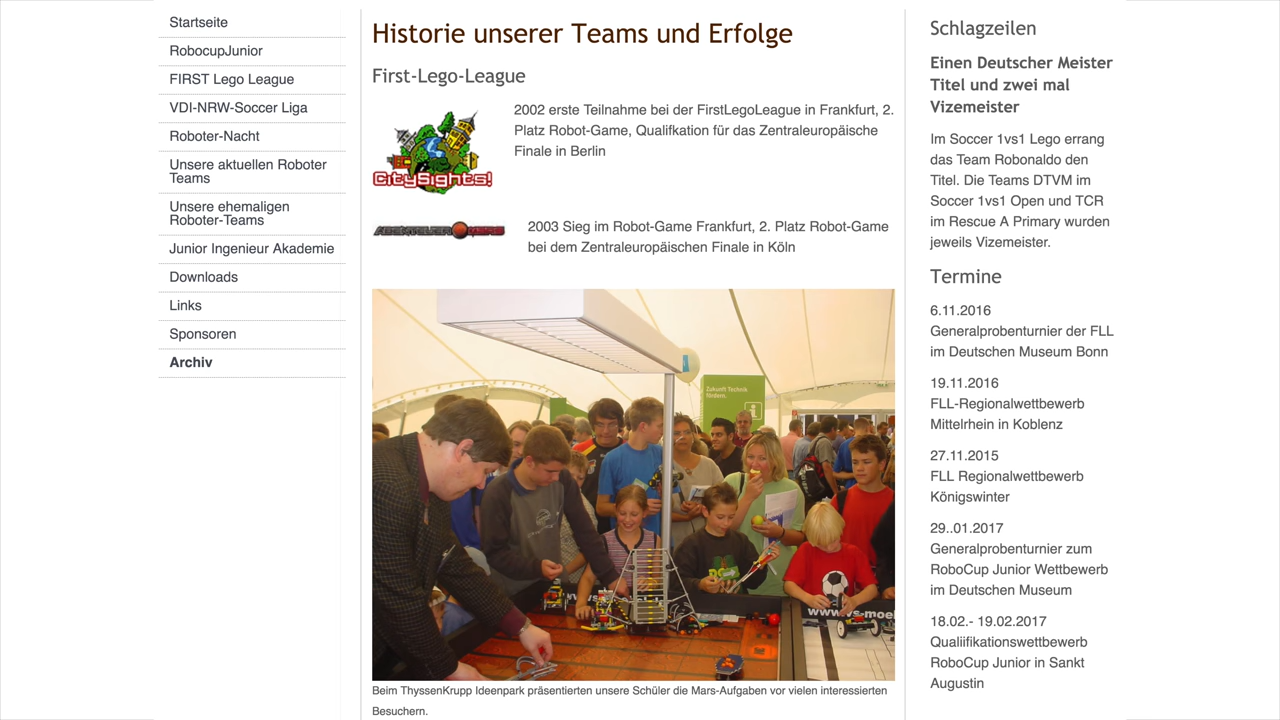 Startseite
RobocupJunior
FIRST Lego League
VDI-NRW-Soccer Liga
Roboter-Nacht
Unsere aktuellen Roboter
Teams
Unsere ehemaligen
Roboter-Teams
Junior Ingenieur Akademie
Downloads
Links
Sponsoren
Archiv
Historie unserer Teams und Erfolge
First-Lego-League
CitySights!
2002 erste Teilnahme bei der FirstLegoLeague in Frankfurt, 2.
Platz Robot-Game, Qualifkation für das Zentraleuropäische
Finale in Berlin
ABENTEUER MARS
2003 Sieg im Robot-Game Frankfurt, 2. Platz Robot-Game
bei dem Zentraleuropäischen Finale in Köln
Zukunft Technik
fördern.
i
Beim ThyssenKrupp Ideenpark präsentierten unsere Schüler die Mars-Aufgaben vor vielen interessierten
Besuchern.
Schlagzeilen
Einen Deutscher Meister
Titel und zwei mal
Vizemeister
Im Soccer 1vs1 Lego errang
das Team Robonaldo den
Titel. Die Teams DTVM im
Soccer 1vs1 Open und TCR
im Rescue A Primary wurden
jeweils Vizemeister.
Termine
6.11.2016
Generalprobenturnier der FLL
im Deutschen Museum Bonn
19.11.2016
FLL-Regionalwettbewerb
Mittelrhein in Koblenz
27.11.2015
FLL Regionalwettbewerb
Königswinter
29..01.2017
Generalprobenturnier zum
RoboCup Junior Wettbewerb
im Deutschen Museum
18.02.- 19.02.2017
Qualiifikationswettbewerb
RoboCup Junior in Sankt
Augustin